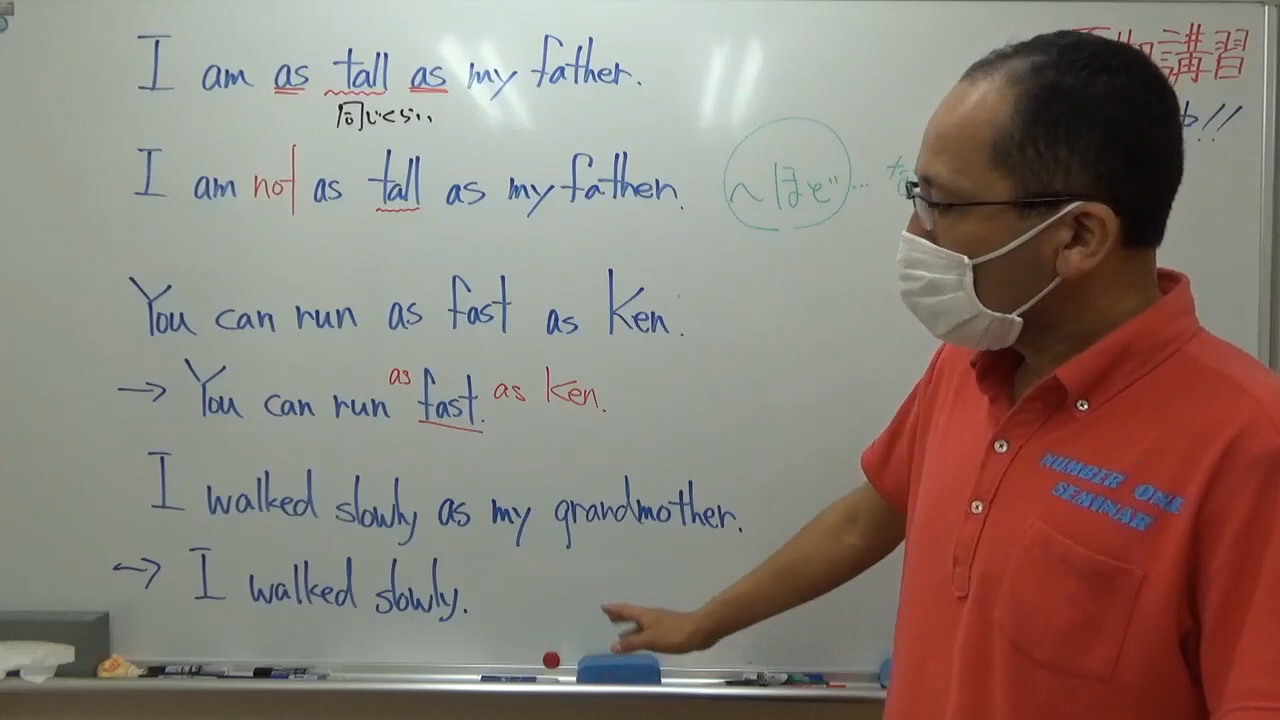 I am as tall as my father.
同じくらい
I am not as tall as my father.
〜ほど…
You can run as fast as Ken.
→ You can run as fast. as Ken.
I walked slowly as my grandmother.
→ I walked slowly.
講習
!!
NUMBER ONE
SEMINAR